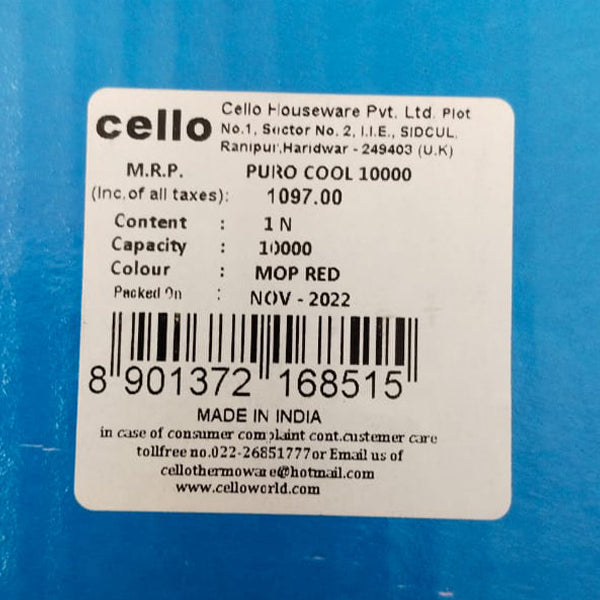 cello
Cello Houseware Pvt. Ltd. Plot
No.1, Sector No. 2, I.I.E., SIDCUL,
Ranipur,Haridwar - 249403 (U.K)
M.R.P. PURO COOL 10000
(Inc.of all taxes): 1097.00
Content : 1 N
Capacity : 10000
Colour : MOP RED
Packed On : NOV - 2022
8 901372 168515
MADE IN INDIA
in case of consumer complaint cont.custemer care
tollfree no.022-26851777or Email us of
cellothermoware@hotmail.com
www.celloworld.com